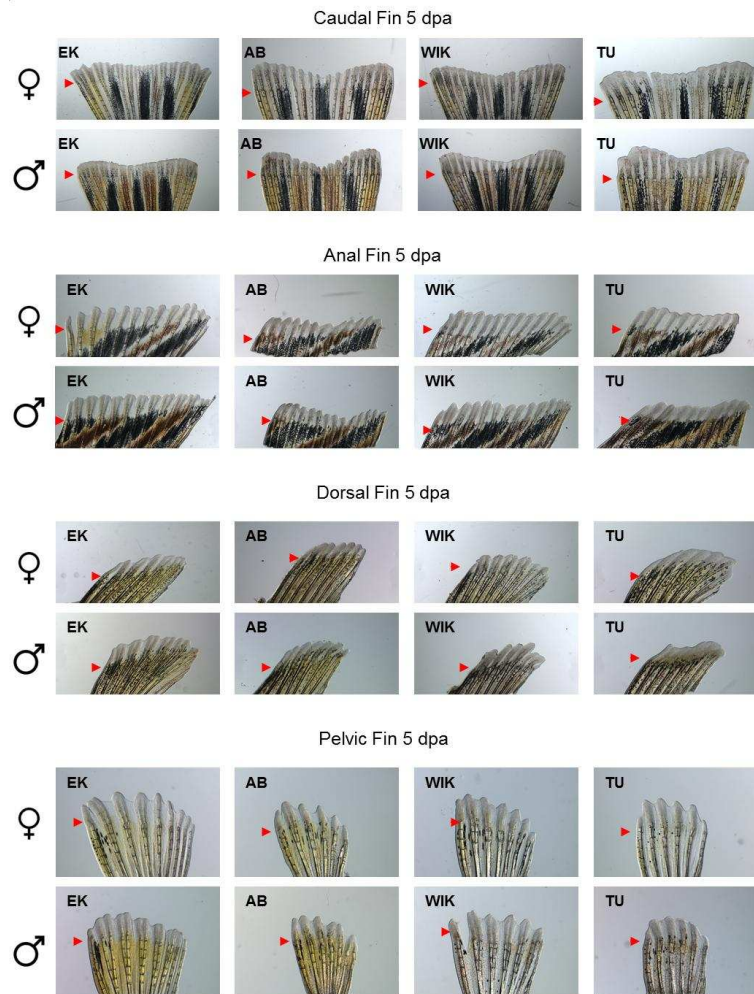 Caudal Fin 5 dpa
EK AB WIK TU
♀
EK AB WIK TU
♂
Anal Fin 5 dpa
EK AB WIK TU
♀
EK AB WIK TU
♂
Dorsal Fin 5 dpa
EK AB WIK TU
♀
EK AB WIK TU
♂
Pelvic Fin 5 dpa
EK AB WIK TU
♀
EK AB WIK TU
♂